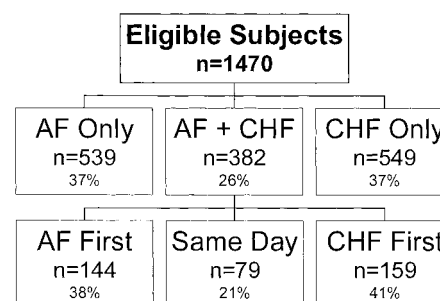 Eligible Subjects
n=1470
AF Only
n=539
37%
AF + CHF
n=382
26%
CHF Only
n=549
37%
AF First
n=144
38%
Same Day
n=79
21%
CHF First
n=159
41%